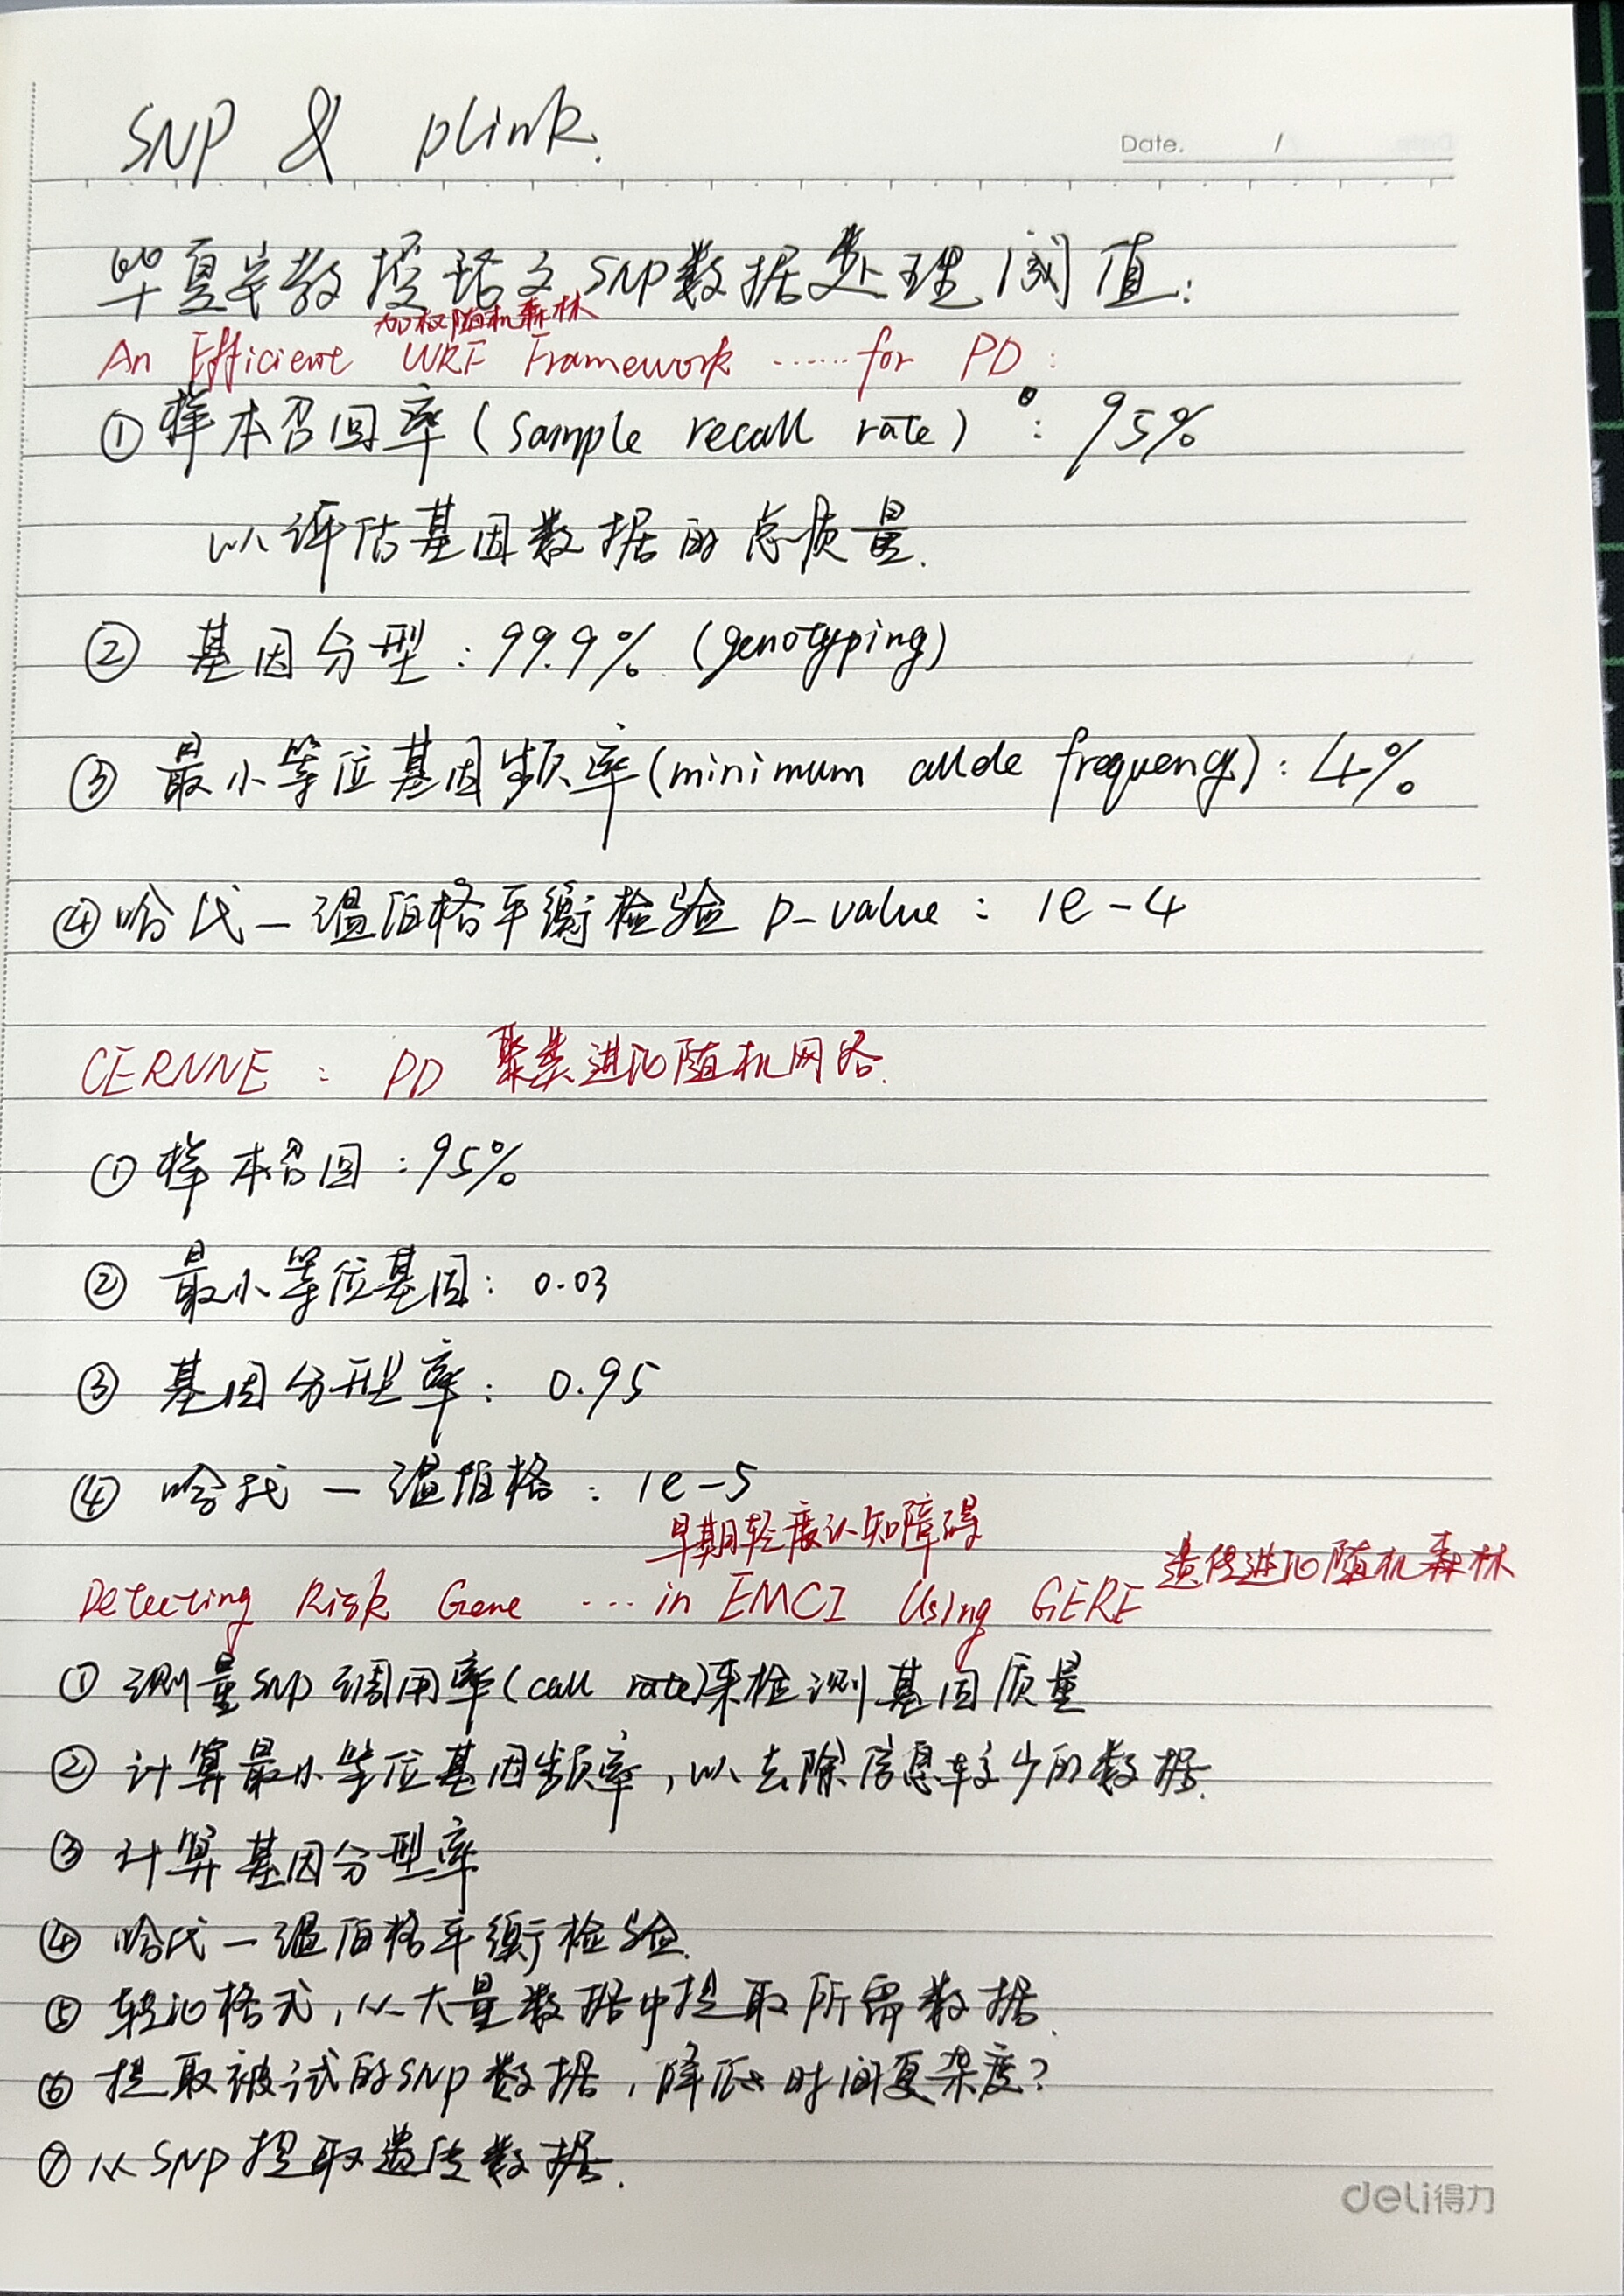 SNP & plink.
Date. /
毕夏安教授论文SNP数据处理阈值:
加权随机森林
An Efficient WRF Framework ...... for PD:
①样本召回率(sample recall rate): 95%
以评估基因数据的总质量.
② 基因分型: 99.9% (genotyping)
③ 最小等位基因频率(minimum allele frequency): 4%
④哈代-温伯格平衡检验 p-value: 1e-4
CERNNE: PD 聚类进化随机网络.
①样本召回: 95%
② 最小等位基因: 0.03
③ 基因分型率: 0.95
④ 哈代-温伯格: 1e-5
早期轻度认知障碍
遗传进化随机森林
Detecting Risk Gene ... in EMCI Using GERF
① 测量SNP调用率(call rate)来检测基因质量
② 计算最小等位基因频率,以去除信息较少的数据.
③ 计算基因分型率
④ 哈代-温伯格平衡检验.
⑤ 转化格式,从大量数据中提取所需数据.
⑥ 提取被试的SNP数据,降低时间复杂度?
⑦ 从SNP提取遗传数据.
deli得力